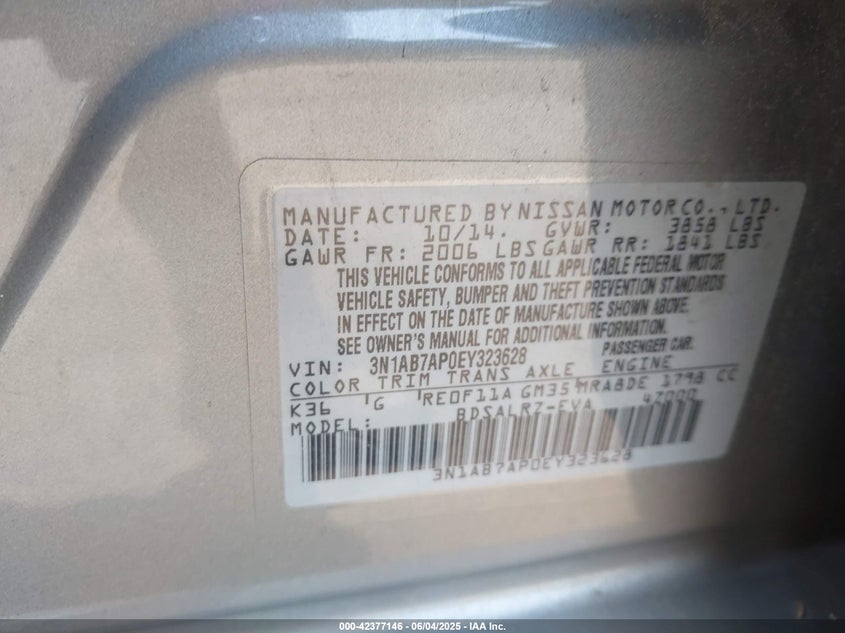 MANUFACTURED BY NISSAN MOTOR CO., LTD.
DATE: 10/14. GVWR: 3858 LBS
GAWR FR: 2006 LBS GAWR RR: 1841 LBS
THIS VEHICLE CONFORMS TO ALL APPLICABLE FEDERAL MOTOR
VEHICLE SAFETY, BUMPER AND THEFT PREVENTION STANDARDS
IN EFFECT ON THE DATE OF MANUFACTURE SHOWN ABOVE.
SEE OWNER'S MANUAL FOR ADDITIONAL INFORMATION.
VIN: 3N1AB7AP0EY323628 PASSENGER CAR.
COLOR TRIM TRANS AXLE ENGINE
K36 'G 'RE0F11A GM35 MRA8DE 1798 CC
MODEL: BDSALRZ-EVA 47000
3N1AB7AP0EY323628
000-42377146 | 06/04/2025 - IAA Inc.